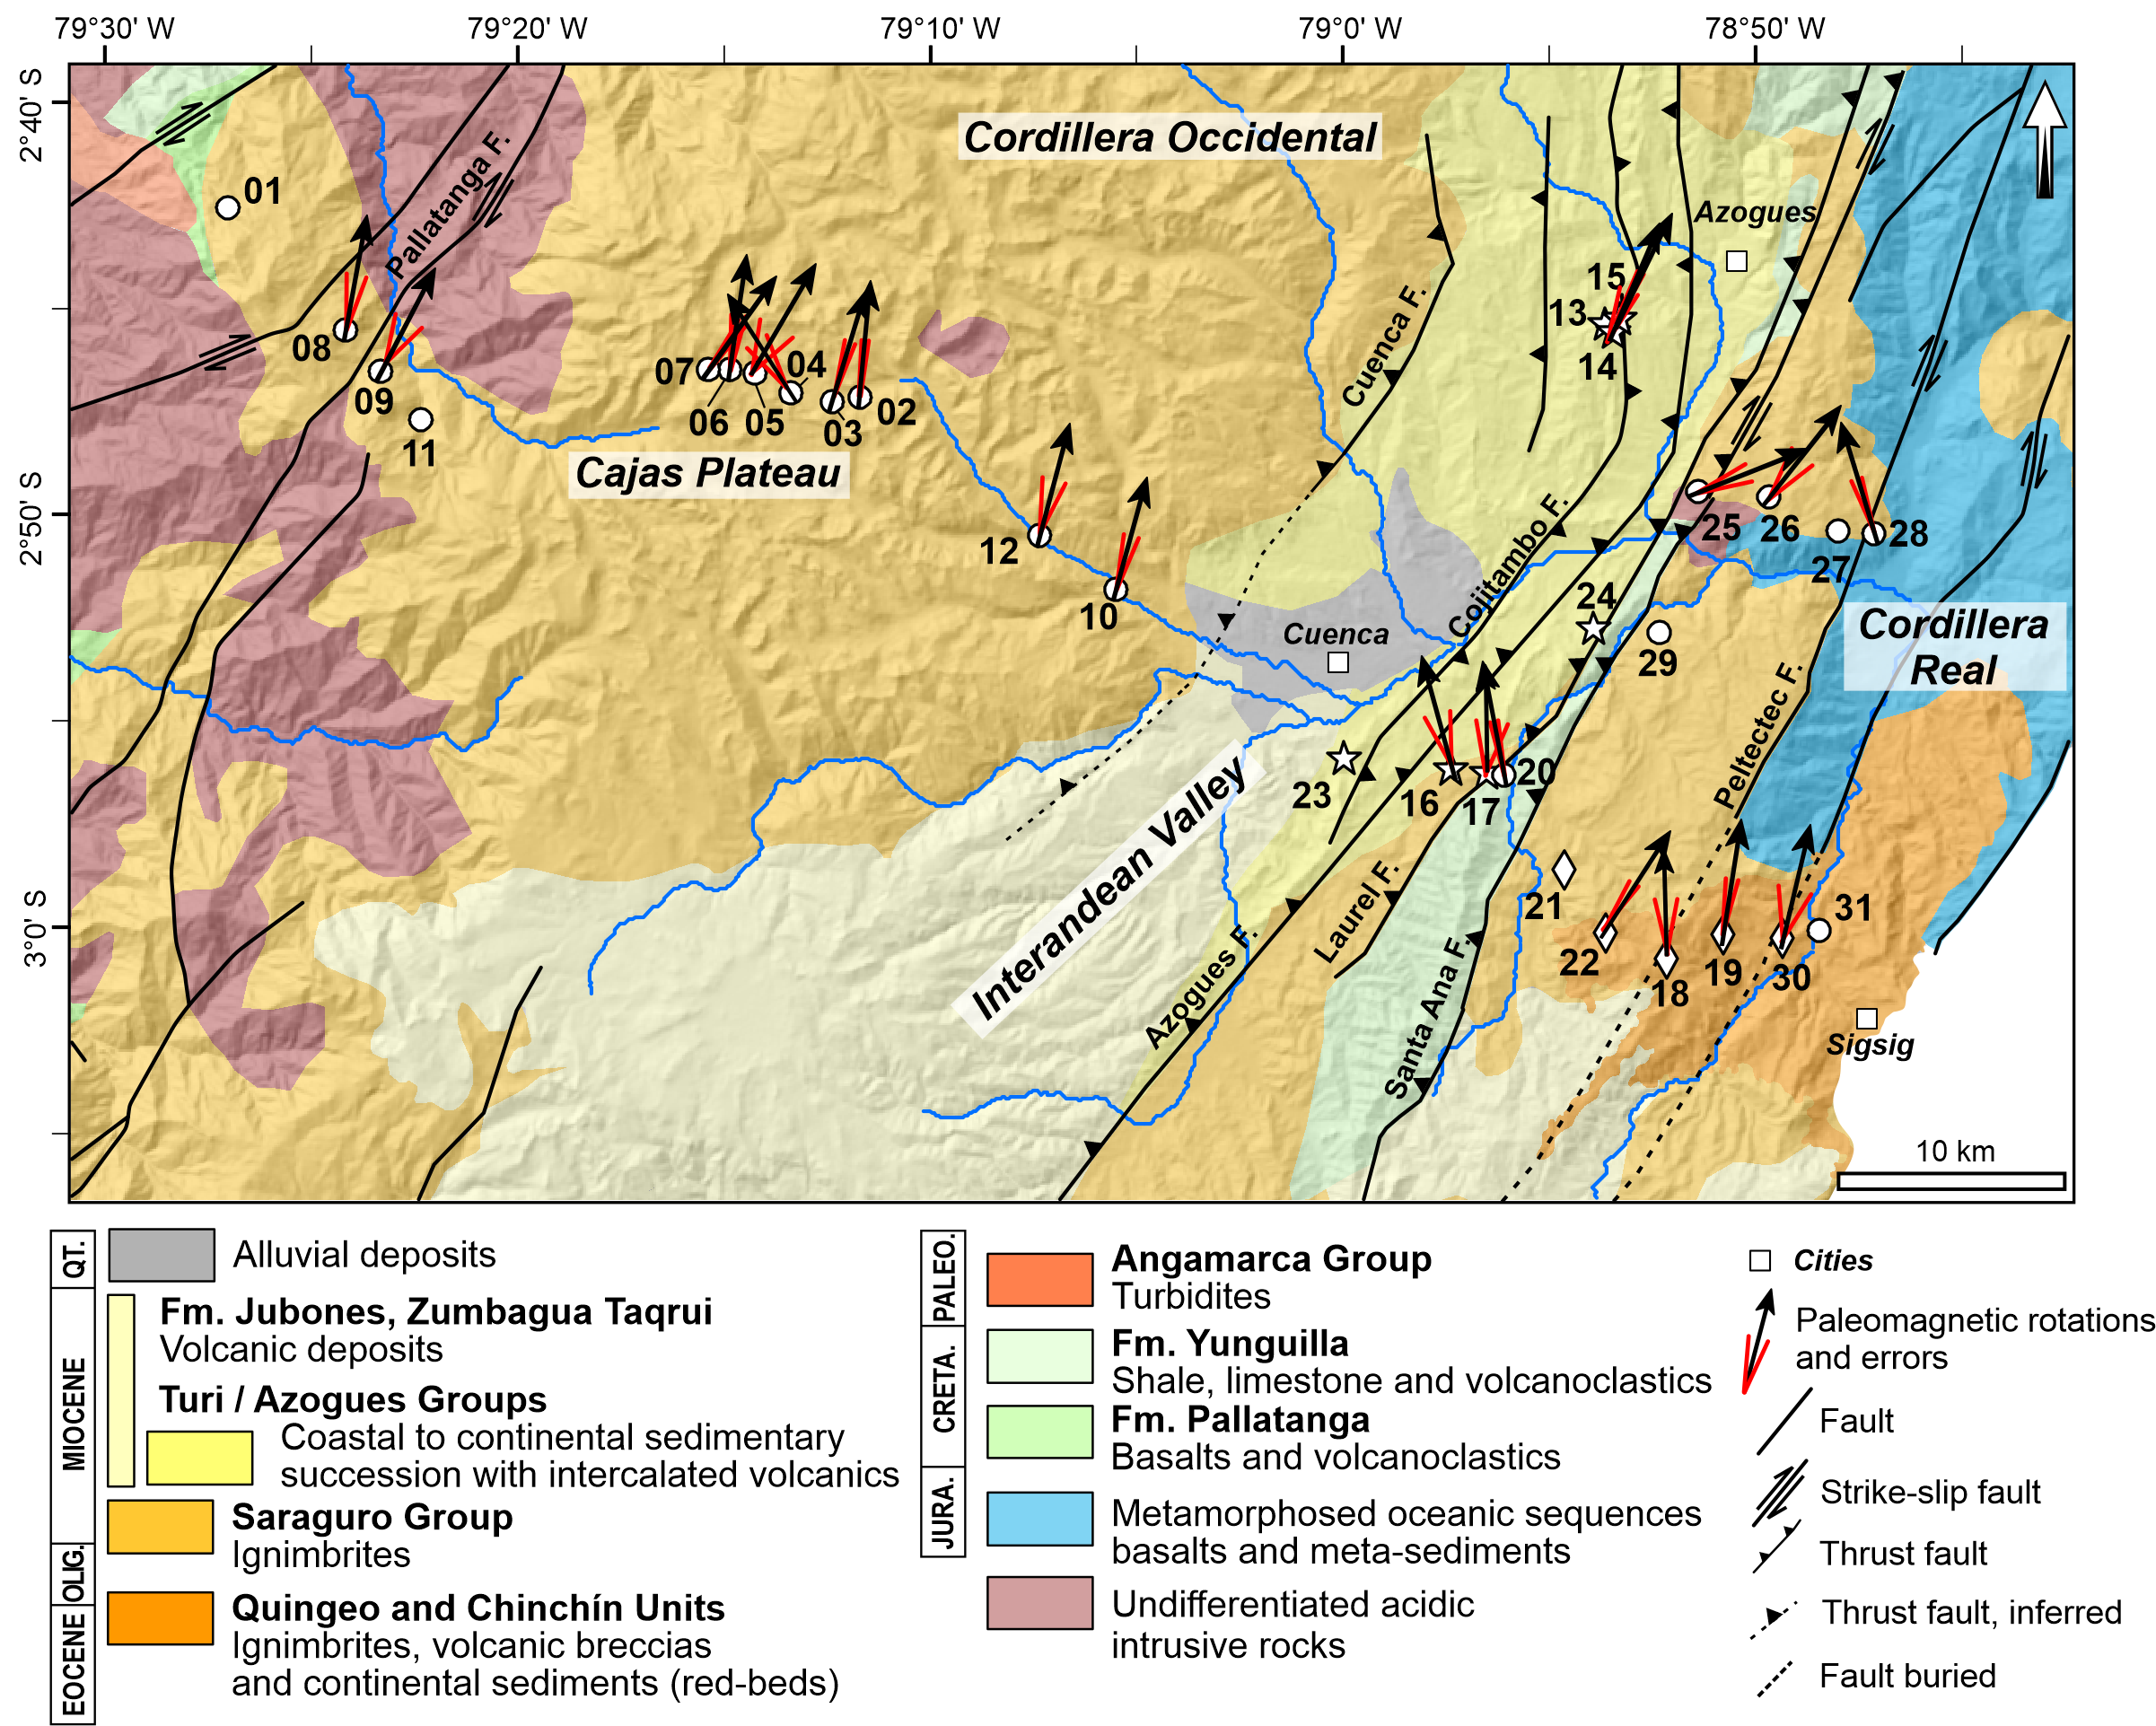 79°30' W
79°20' W
79°10' W
79°0' W
78°50' W
2°40' S
2°50' S
3°0' S
Cordillera Occidental
Pallatanga F.
01
Azogues
08
09
11
07
06
05
04
03
02
Cajas Plateau
Cuenca F.
15
13
14
12
10
Cojitambo F.
25
26
27
28
24
29
Cuenca
Cordillera
Real
Peltectec F.
23
16
17
20
Interandean Valley
21
22
18
19
30
31
Laurel F.
Azogues F.
Santa Ana F.
Sigsig
10 km
QT.
Alluvial deposits
MIOCENE
Fm. Jubones, Zumbagua Taqrui
Volcanic deposits
Turi / Azogues Groups
Coastal to continental sedimentary
succession with intercalated volcanics
Saraguro Group
Ignimbrites
OLIG.
EOCENE
Quingeo and Chinchín Units
Ignimbrites, volcanic breccias
and continental sediments (red-beds)
PALEO.
Angamarca Group
Turbidites
CRETA.
Fm. Yunguilla
Shale, limestone and volcanoclastics
Fm. Pallatanga
Basalts and volcanoclastics
JURA.
Metamorphosed oceanic sequences
basalts and meta-sediments
Undifferentiated acidic
intrusive rocks
Cities
Paleomagnetic rotations
and errors
Fault
Strike-slip fault
Thrust fault
Thrust fault, inferred
Fault buried